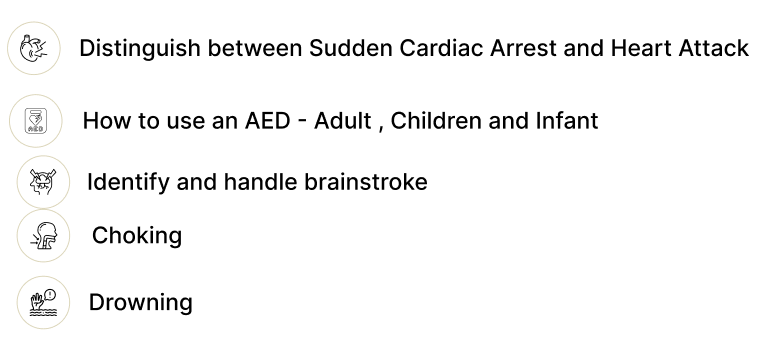 Distinguish between Sudden Cardiac Arrest and Heart Attack
AED
How to use an AED - Adult , Children and Infant
Identify and handle brainstroke
Choking
!
Drowning